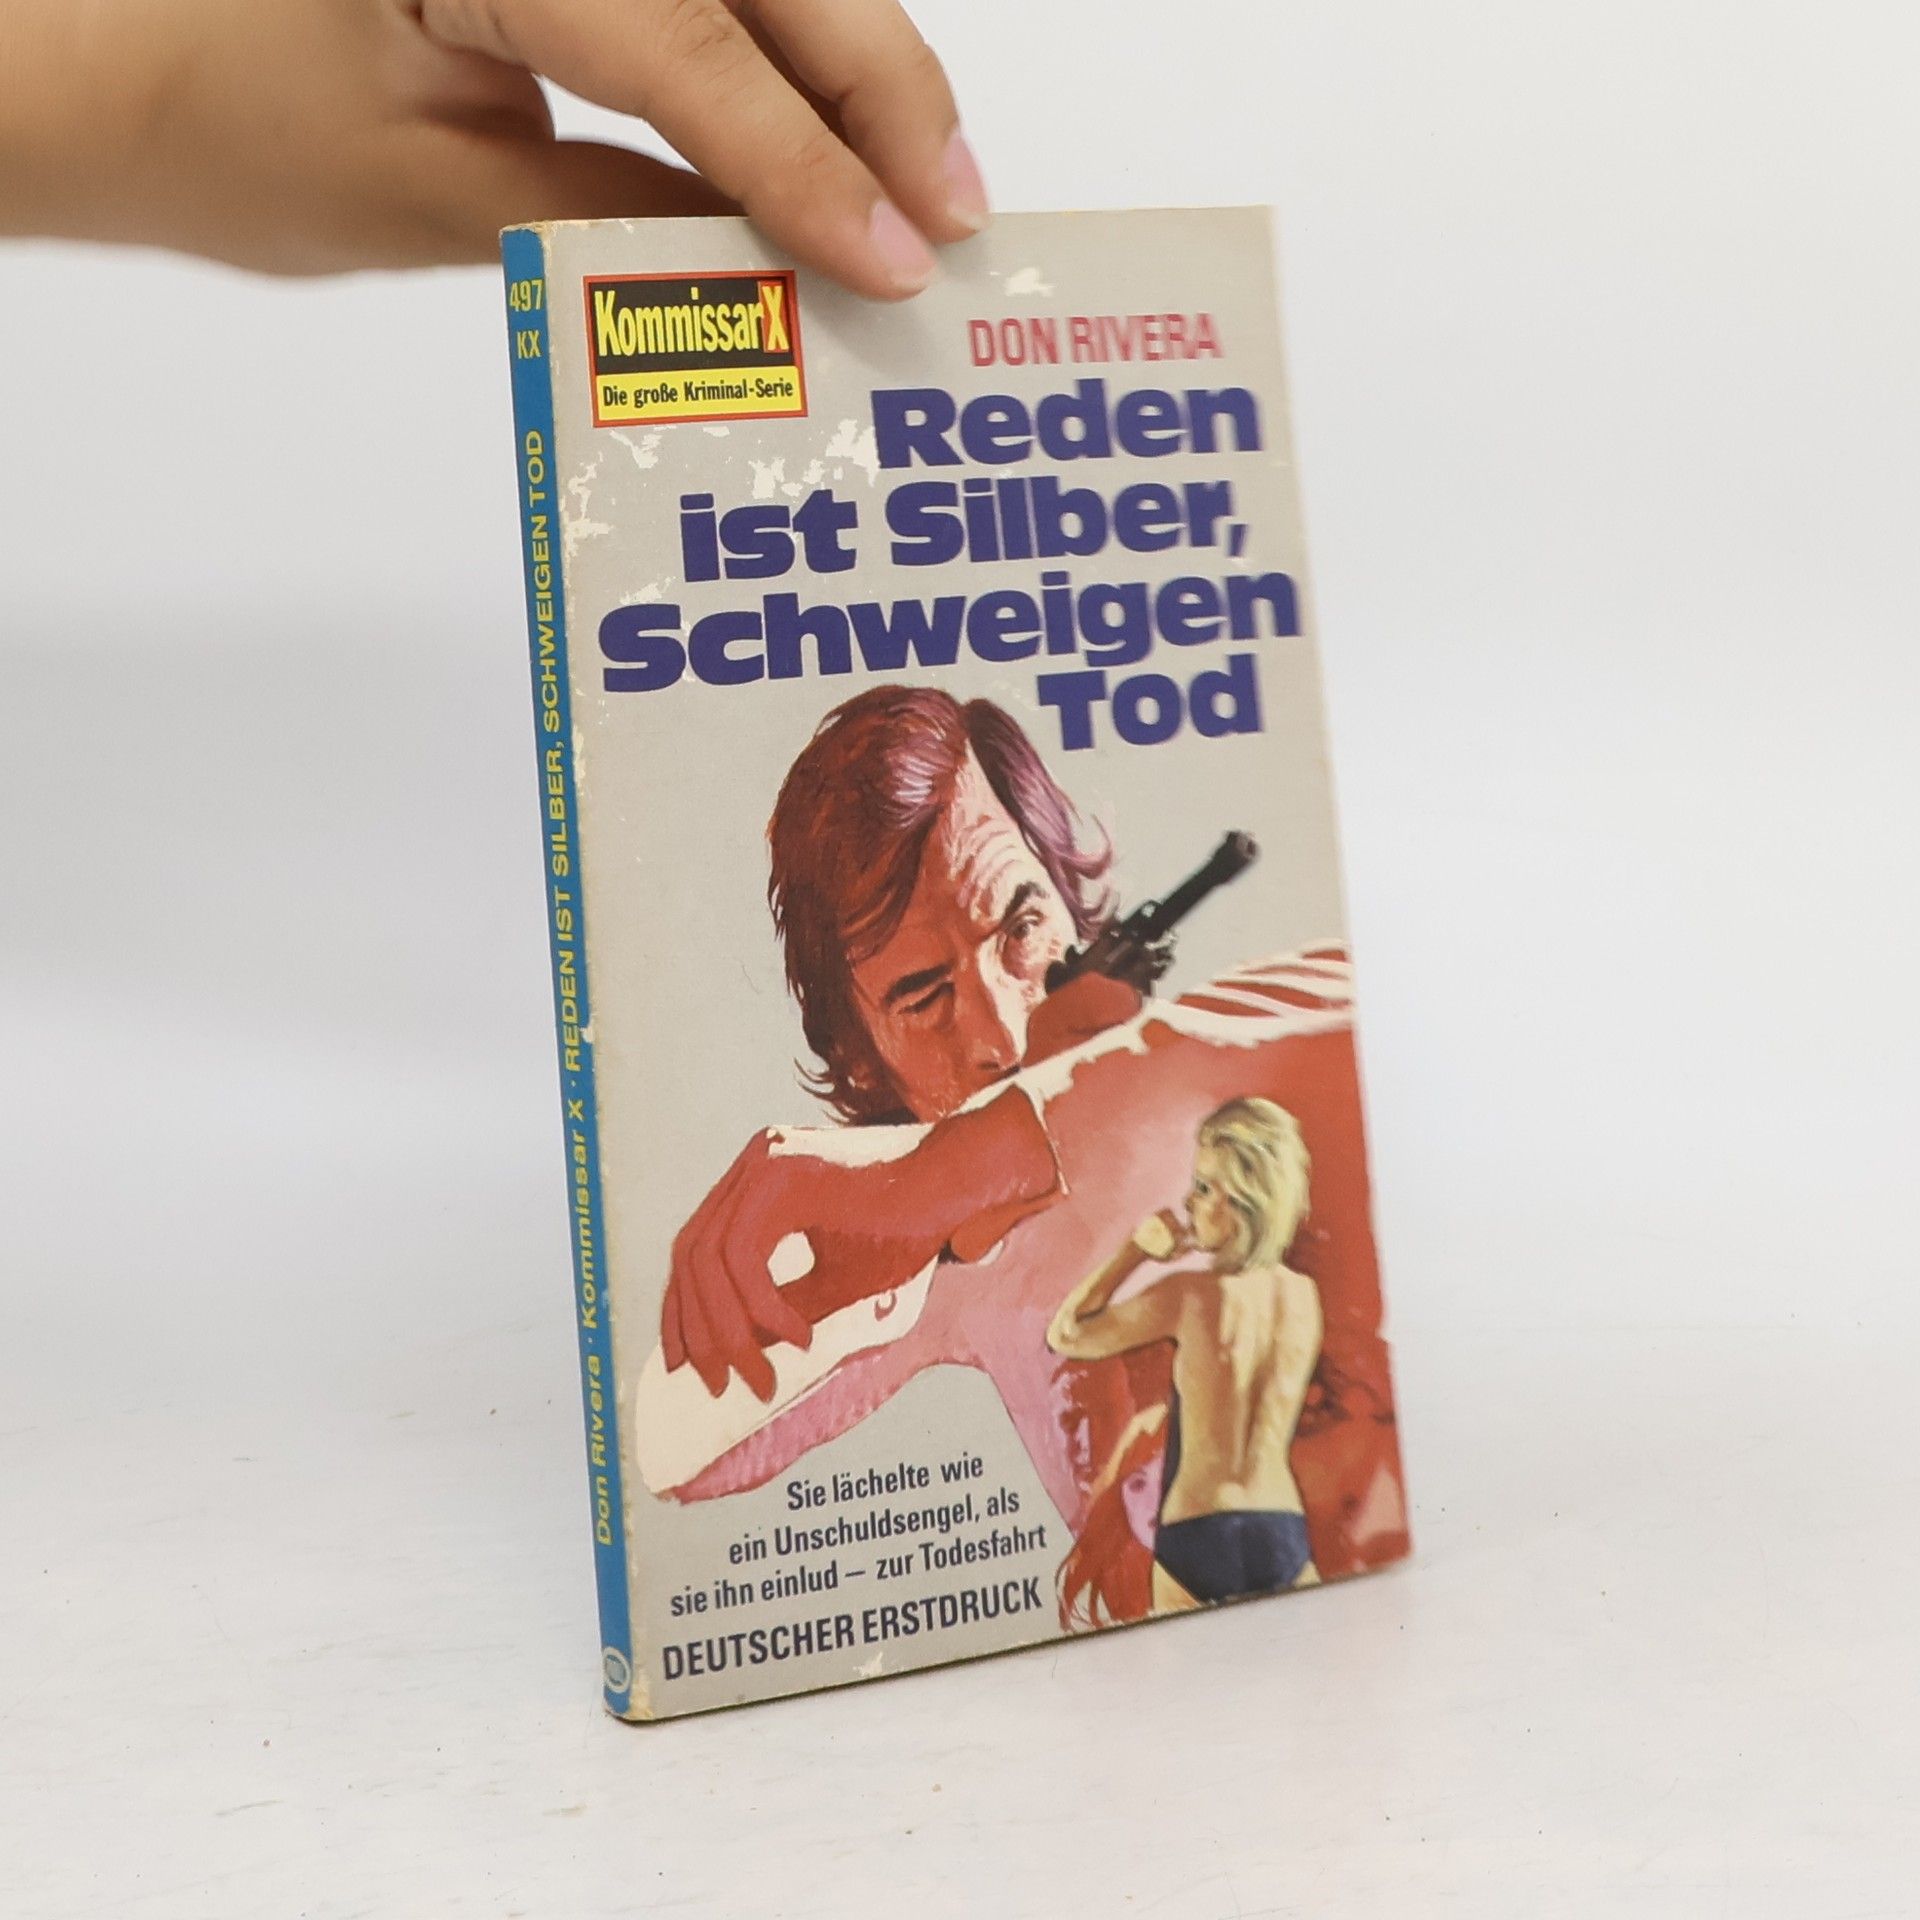 497
KX
Don Rivera · Kommissar X · REDEN IST SILBER, SCHWEIGEN TOD
KommissarX
Die große Kriminal-Serie
DON RIVERA
Reden
ist Silber,
Schweigen
Tod
Sie lächelte wie
ein Unschuldsengel, als
sie ihn einlud – zur Todesfahrt
DEUTSCHER ERSTDRUCK